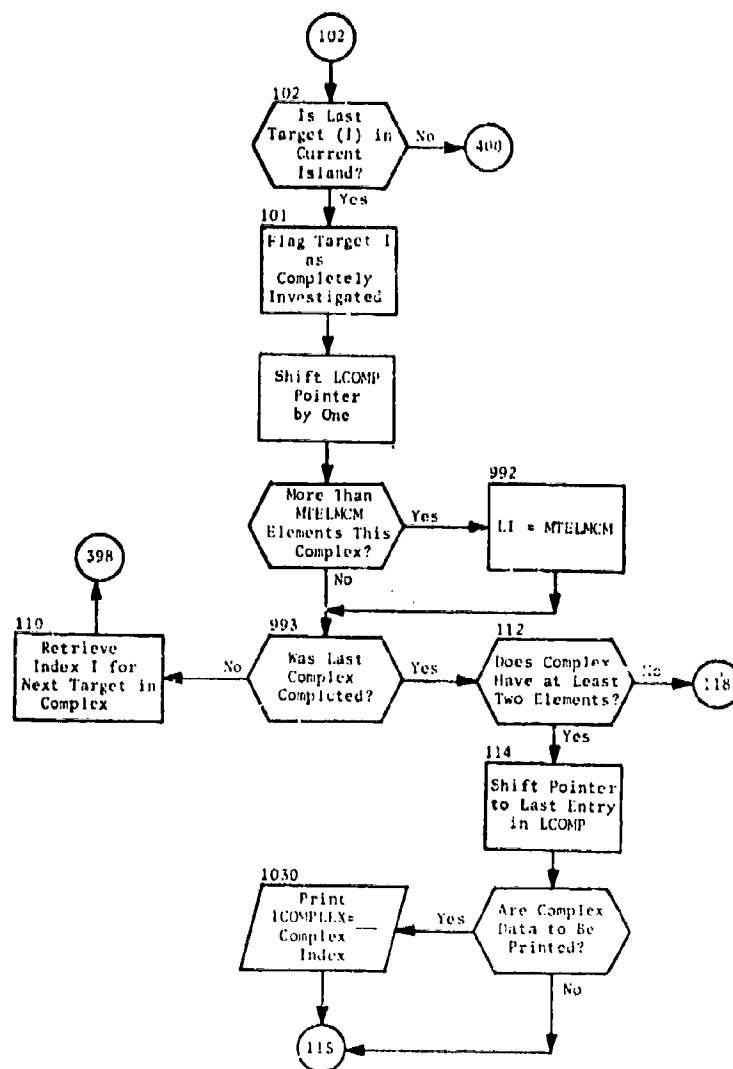 102
102
Is Last
Target (I) in
Current
Island?
No
400
Yes
101
Flag Target I
as
Completely
Investigated
Shift LCOMP
Pointer
by One
More Than
MTELMCM
Elements This
Complex?
Yes
992
LI = MTELMCM
No
398
110
Retrieve
Index I for
Next Target in
Complex
No
993
Was Last
Complex
Completed?
Yes
112
Does Complex
Have at Least
Two Elements?
No
118
Yes
114
Shift Pointer
to Last Entry
in LCOMP
1030
Print
ICOMPLEX= __
Complex
Index
Yes
Are Complex
Data to Be
Printed?
No
115